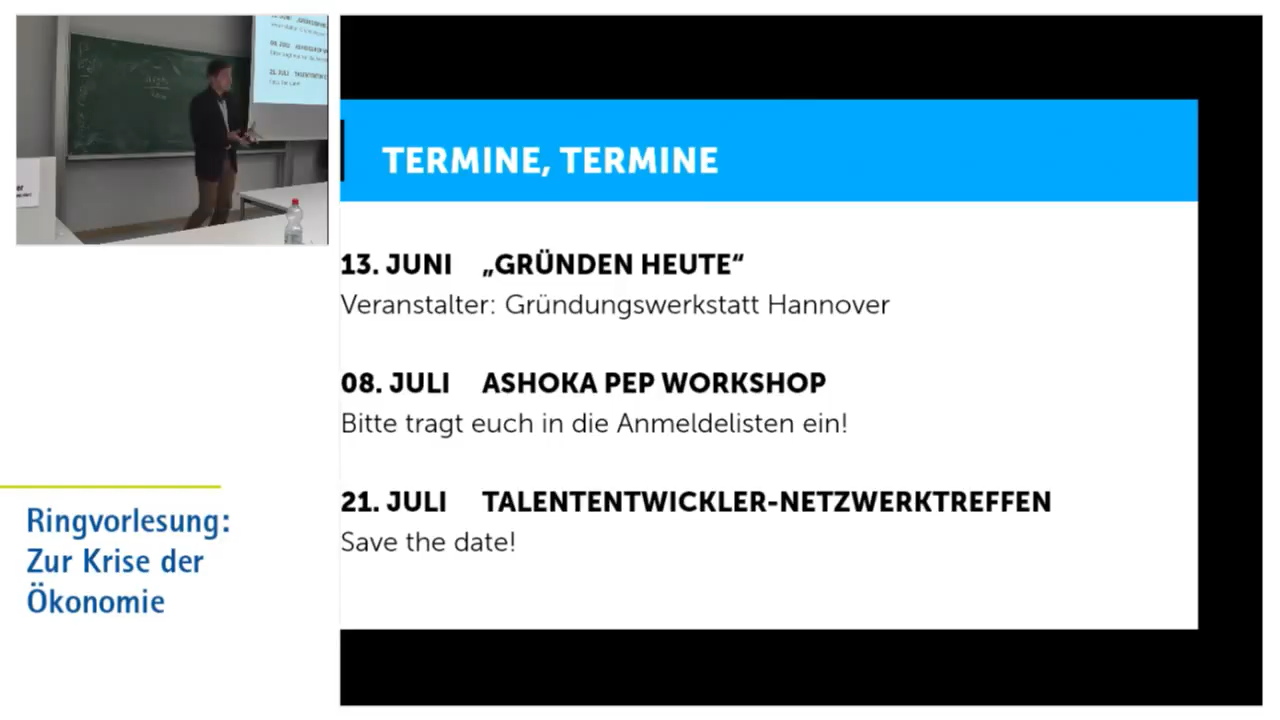 TERMINE, TERMINE
13. JUNI „GRÜNDEN HEUTE“
Veranstalter: Gründungswerkstatt Hannover
08. JULI ASHOKA PEP WORKSHOP
Bitte tragt euch in die Anmeldelisten ein!
21. JULI TALENTENTWICKLER-NETZWERKTREFFEN
Save the date!
Ringvorlesung:
Zur Krise der
Ökonomie